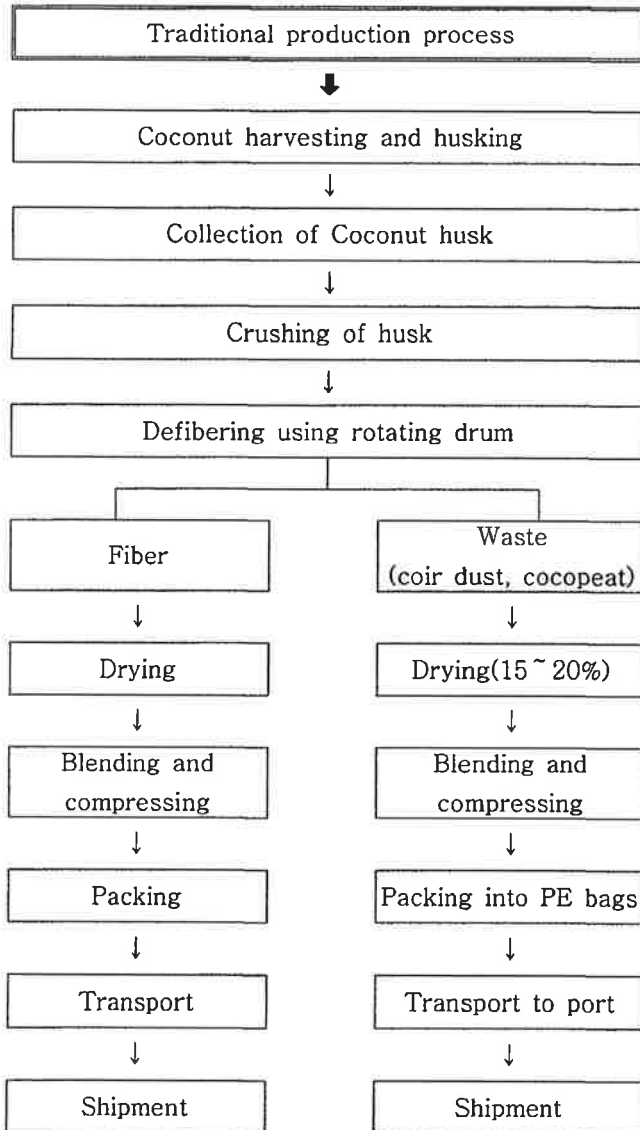 Traditional production process
Coconut harvesting and husking
Collection of Coconut husk
Crushing of husk
Defibering using rotating drum
Fiber
Waste
(coir dust, cocopeat)
Drying
Drying(15~20%)
Blending and
compressing
Blending and
compressing
Packing
Packing into PE bags
Transport
Transport to port
Shipment
Shipment